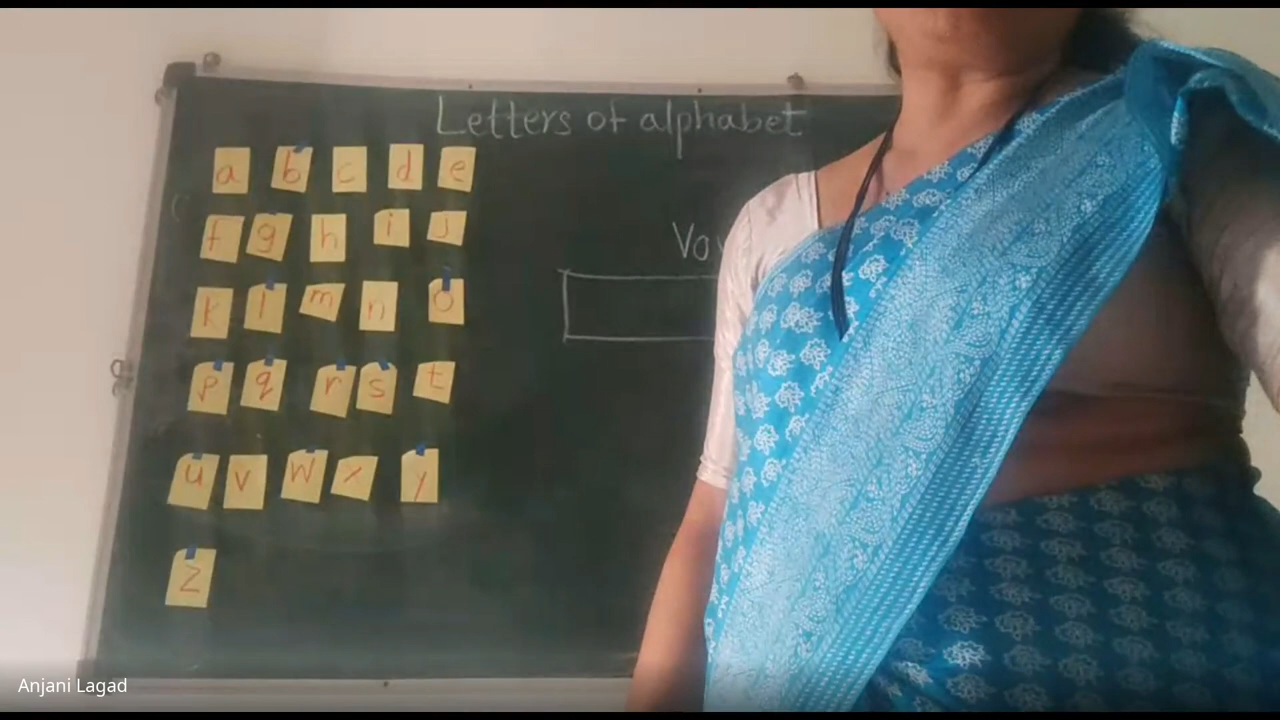 Letters of alphabet
a b c d e
f g h i J
k l m n o
p q r s t
u v w x y
z
Anjani Lagad